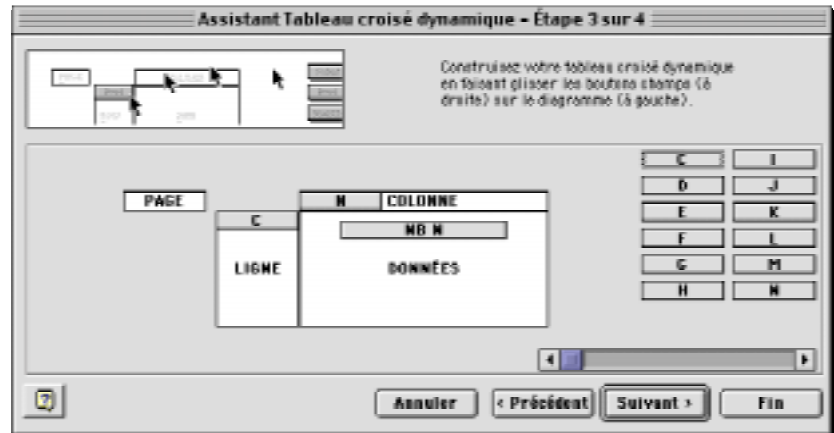 Assistant Tableau croisé dynamique – Étape 3 sur 4
Construisez votre tableau croisé dynamique
en faisant glisser les boutons champs (à
droite) sur le diagramme (à gauche).
PAGE
N COLONNE
C
NB N
LIGNE
DONNÉES
C I
D J
E K
F L
G M
H N
Annuler
< Précédent
Suivant >
Fin